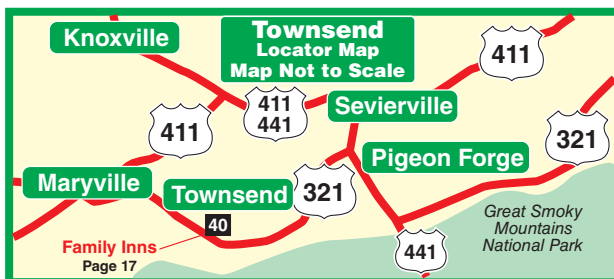 Knoxville
Townsend
Locator Map
Map Not to Scale
411
411
441
Sevierville
411
321
Pigeon Forge
Maryville
Townsend
321
40
Great Smoky
Mountains
National Park
Family Inns
Page 17
441